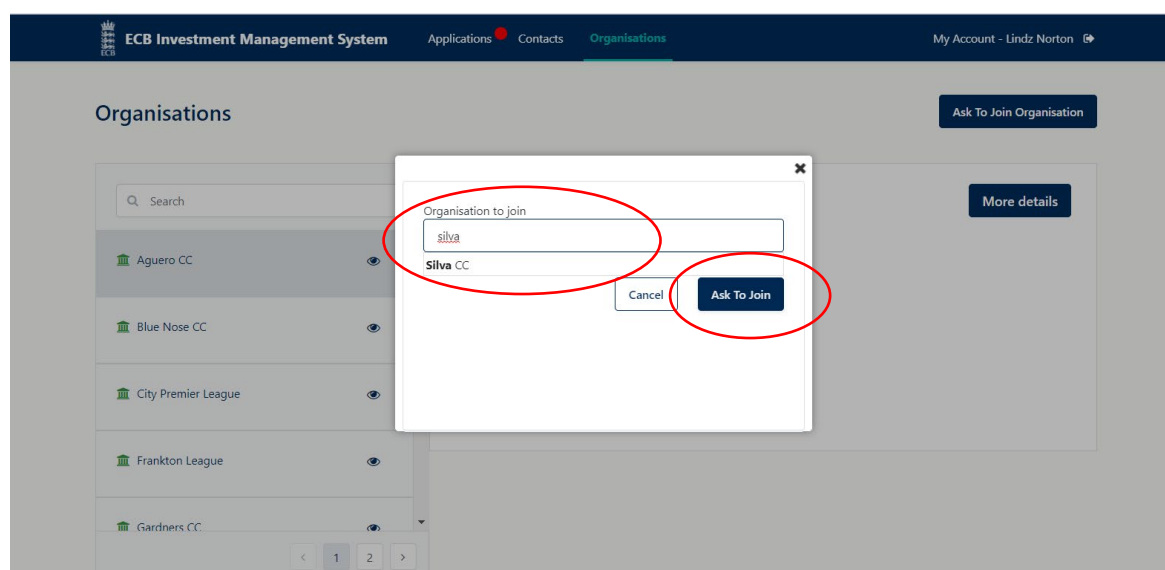 ECB
ECB Investment Management System
Applications
Contacts
Organisations
My Account - Lindz Norton
Organisations
Ask To Join Organisation
Search
More details
Organisation to join
silva
Silva CC
Cancel
Ask To Join
Aguero CC
Blue Nose CC
City Premier League
Frankton League
Gardners CC
< 1 2 >